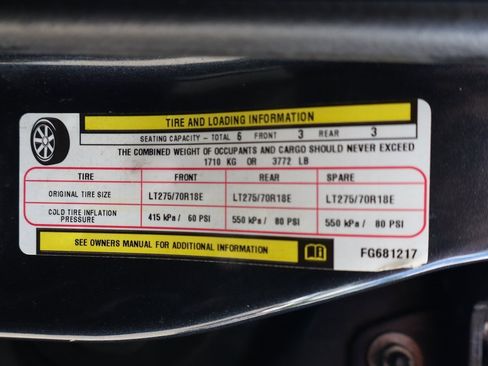 TIRE AND LOADING INFORMATION
SEATING CAPACITY - TOTAL 6 FRONT 3 REAR 3
THE COMBINED WEIGHT OF OCCUPANTS AND CARGO SHOULD NEVER EXCEED
1710 KG OR 3772 LB
TIRE FRONT REAR SPARE
ORIGINAL TIRE SIZE LT275/70R18E LT275/70R18E LT275/70R18E
COLD TIRE INFLATION PRESSURE 415 kPa / 60 PSI 550 kPa / 80 PSI 550 kPa / 80 PSI
SEE OWNERS MANUAL FOR ADDITIONAL INFORMATION FG681217